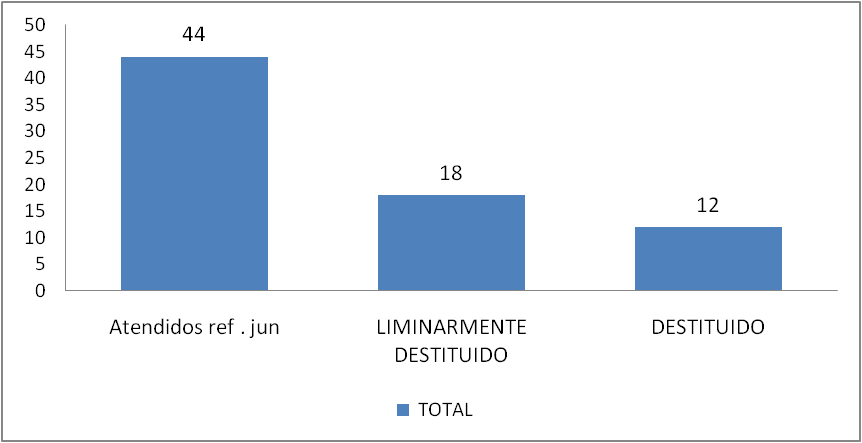 50
45
40
35
30
25
20
15
10
5
0
44
18
12
Atendidos ref . jun
LIMINARMENTE
DESTITUIDO
DESTITUIDO
TOTAL